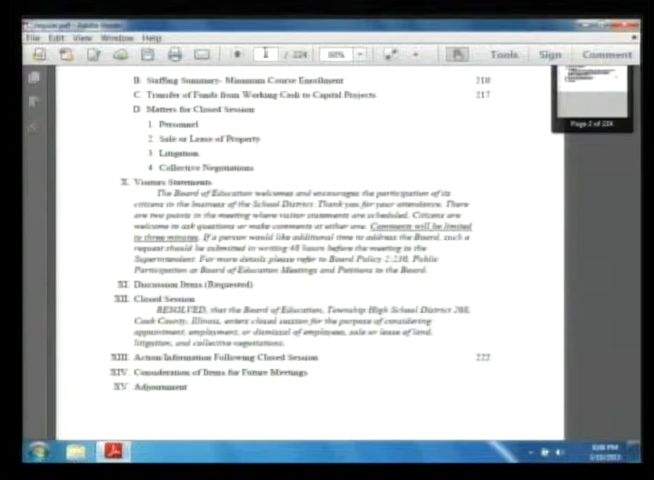 File Edit View Window Help
1 / 224
Tools Sign Comment
B. Staffing Summary- Minimum Course Enrollment 210
C. Transfer of Funds from Working Cash to Capital Projects 217
D. Matters for Closed Session
1. Personnel
2. Sale or Lease of Property
3. Litigation
4. Collective Negotiations
X. Visitors Statements
The Board of Education welcomes and encourages the participation of its
citizens in the business of the School District. Thank you for your attendance. There
are two points in the meeting where visitor statements are scheduled. Citizens are
welcome to ask questions or make comments at either one. Comments will be limited
to three minutes. If a person would like additional time to address the Board, such a
request should be submitted in writing 48 hours before the meeting to the
Superintendent. For more details please refer to Board Policy 2:230, Public
Participation at Board of Education Meetings and Petitions to the Board.
XI. Discussion Items (Requested)
XII. Closed Session
RESOLVED, that the Board of Education, Township High School District
Cook County, Illinois, enters closed session for the purpose of considering
appointment, employment, or dismissal of employees, sale or lease of land,
litigation, and collective negotiations.
XIII. Action/Information Following Closed Session 222
XIV. Consideration of Items for Future Meetings
XV. Adjournment
Page 2 of 224